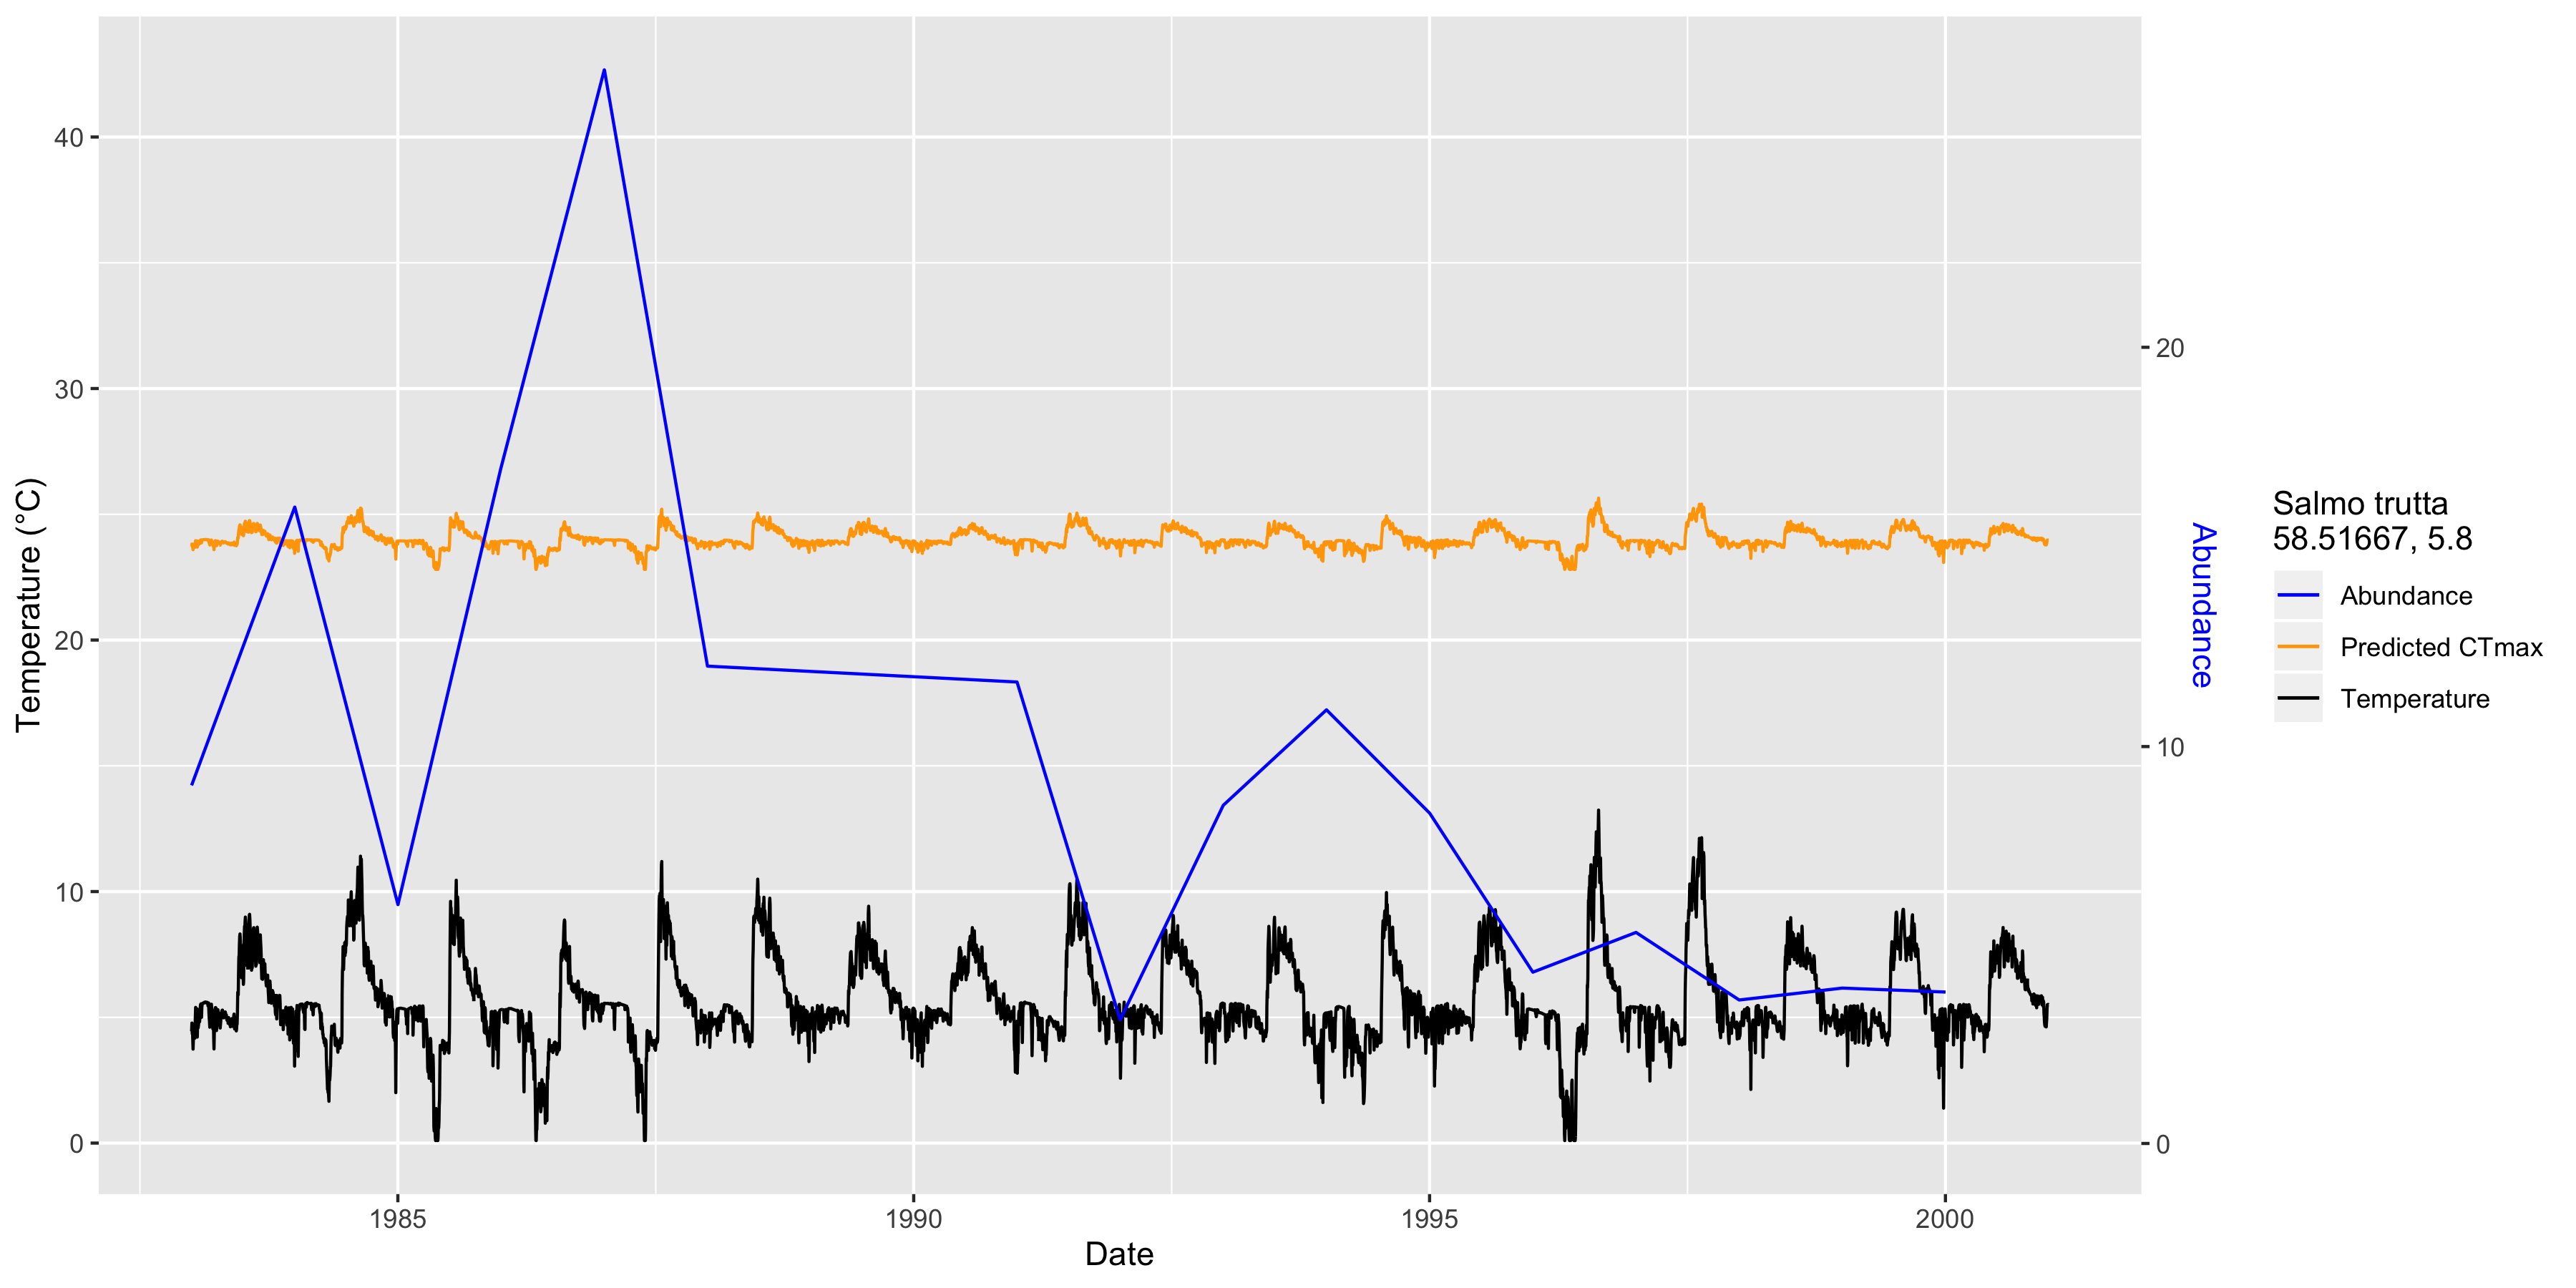 Temperature (°C)
40
30
20
10
0
1985
1990
1995
2000
Date
20
10
0
Abundance
Salmo trutta
58.51667, 5.8
Abundance
Predicted CTmax
Temperature